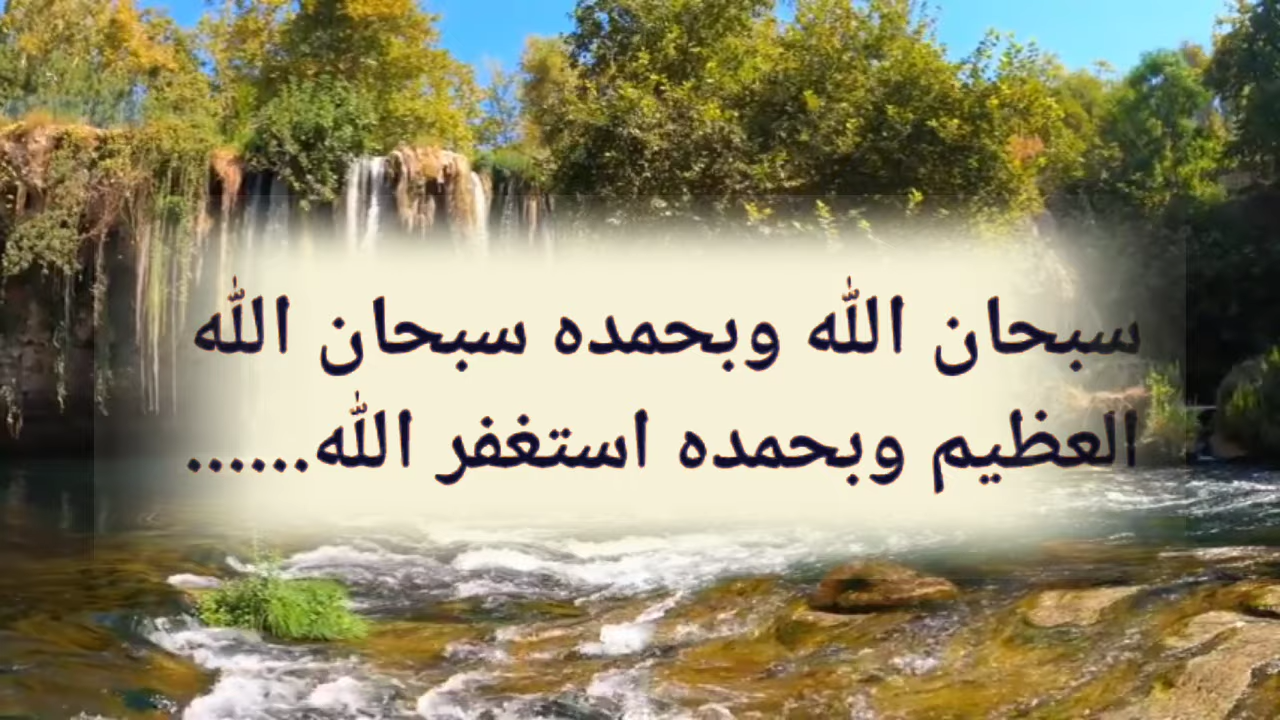 سبحان الله وبحمده سبحان الله
العظيم وبحمده استغفر الله......